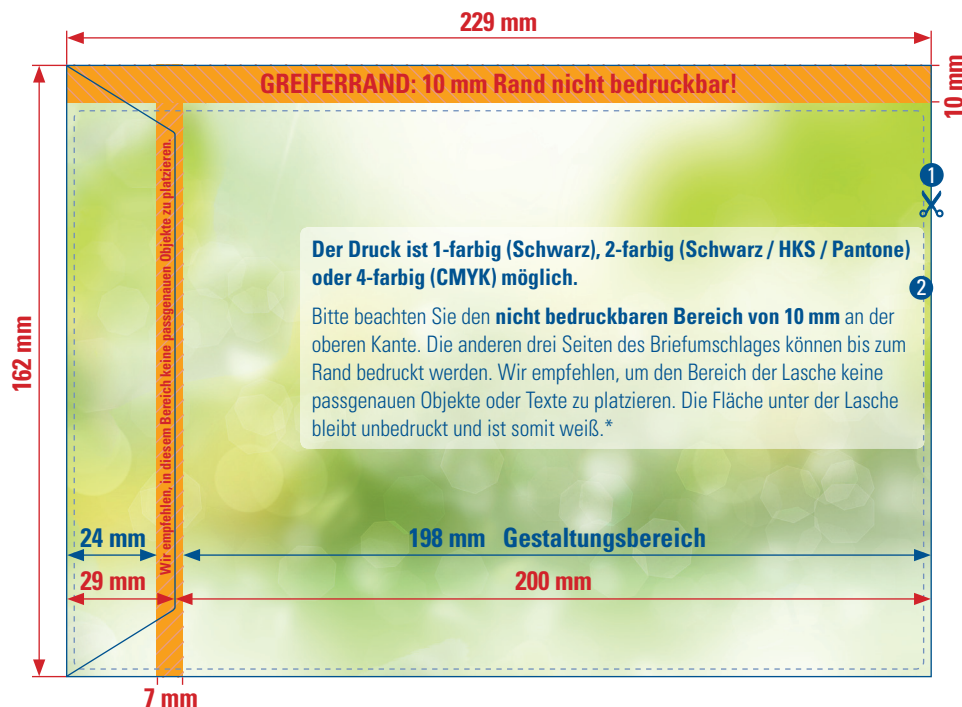 229 mm
GREIFERRAND: 10 mm Rand nicht bedruckbar!
10 mm
162 mm
Wir empfehlen, in diesem Bereich keine passgenauen Objekte zu platzieren.
1
Der Druck ist 1-farbig (Schwarz), 2-farbig (Schwarz / HKS / Pantone)
oder 4-farbig (CMYK) möglich.
2
Bitte beachten Sie den nicht bedruckbaren Bereich von 10 mm an der
oberen Kante. Die anderen drei Seiten des Briefumschlages können bis zum
Rand bedruckt werden. Wir empfehlen, um den Bereich der Lasche keine
passgenauen Objekte oder Texte zu platzieren. Die Fläche unter der Lasche
bleibt unbedruckt und ist somit weiß.*
24 mm
198 mm Gestaltungsbereich
29 mm
200 mm
7 mm